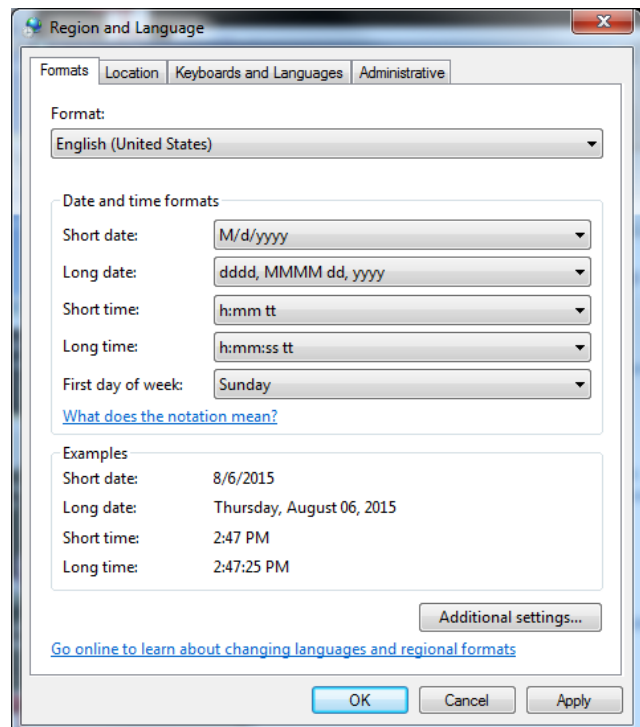 Region and Language
Formats Location Keyboards and Languages Administrative
Format:
English (United States)
Date and time formats
Short date: M/d/yyyy
Long date: dddd, MMMM dd, yyyy
Short time: h:mm tt
Long time: h:mm:ss tt
First day of week: Sunday
What does the notation mean?
Examples
Short date: 8/6/2015
Long date: Thursday, August 06, 2015
Short time: 2:47 PM
Long time: 2:47:25 PM
Additional settings...
Go online to learn about changing languages and regional formats
OK Cancel Apply